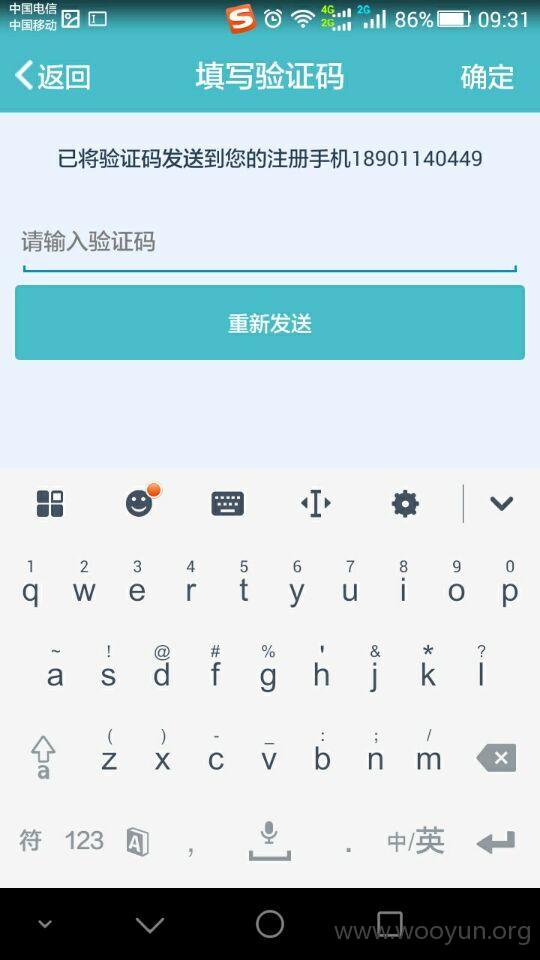 中国电信
中国移动
4G
2G
2G
86%
09:31
返回
填写验证码
确定
已将验证码发送到您的注册手机18901140449
请输入验证码
重新发送
1 2 3 4 5 6 7 8 9 0
q w e r t y u i o p
~ ! @ # % ' & * ?
a s d f g h j k l
( ) - _ : ; /
z x c v b n m
a
符 123 A , . 中/英
www.wooyun.org